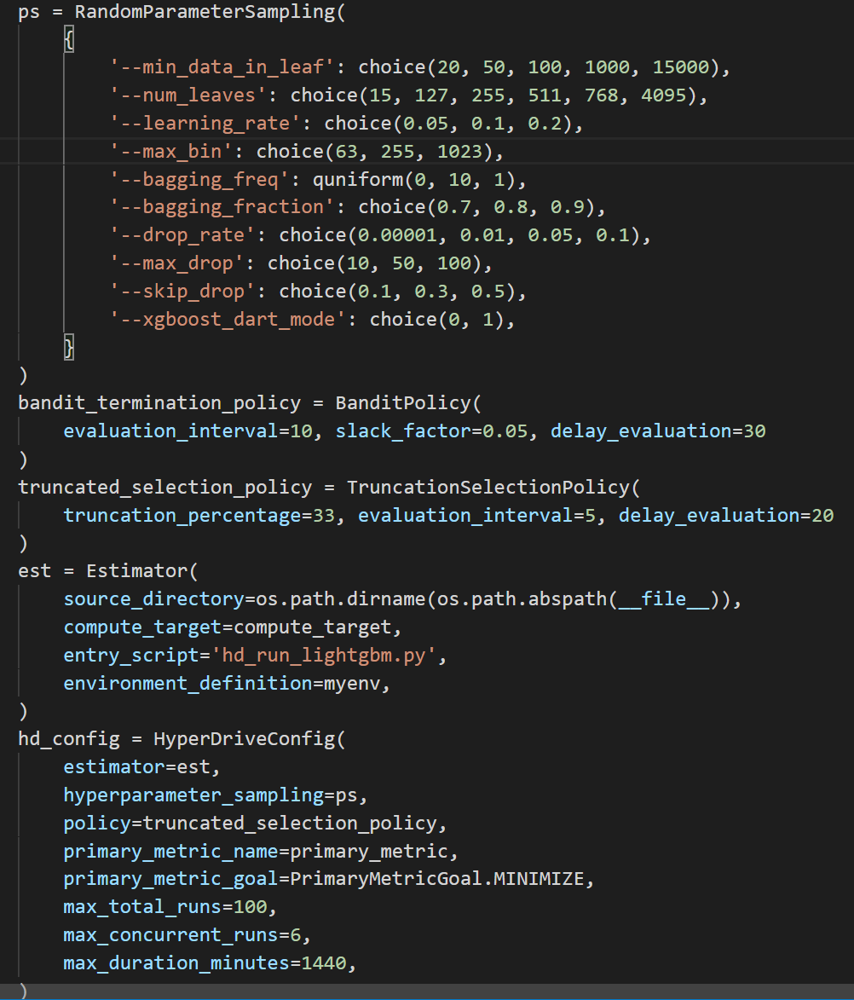 ps = RandomParameterSampling(
    {
        '--min_data_in_leaf': choice(20, 50, 100, 1000, 15000),
        '--num_leaves': choice(15, 127, 255, 511, 768, 4095),
        '--learning_rate': choice(0.05, 0.1, 0.2),
        '--max_bin': choice(63, 255, 1023),
        '--bagging_freq': quniform(0, 10, 1),
        '--bagging_fraction': choice(0.7, 0.8, 0.9),
        '--drop_rate': choice(0.00001, 0.01, 0.05, 0.1),
        '--max_drop': choice(10, 50, 100),
        '--skip_drop': choice(0.1, 0.3, 0.5),
        '--xgboost_dart_mode': choice(0, 1),
    }
)
bandit_termination_policy = BanditPolicy(
    evaluation_interval=10, slack_factor=0.05, delay_evaluation=30
)
truncated_selection_policy = TruncationSelectionPolicy(
    truncation_percentage=33, evaluation_interval=5, delay_evaluation=20
)
est = Estimator(
    source_directory=os.path.dirname(os.path.abspath(__file__)),
    compute_target=compute_target,
    entry_script='hd_run_lightgbm.py',
    environment_definition=myenv,
)
hd_config = HyperDriveConfig(
    estimator=est,
    hyperparameter_sampling=ps,
    policy=truncated_selection_policy,
    primary_metric_name=primary_metric,
    primary_metric_goal=PrimaryMetricGoal.MINIMIZE,
    max_total_runs=100,
    max_concurrent_runs=6,
    max_duration_minutes=1440,
)